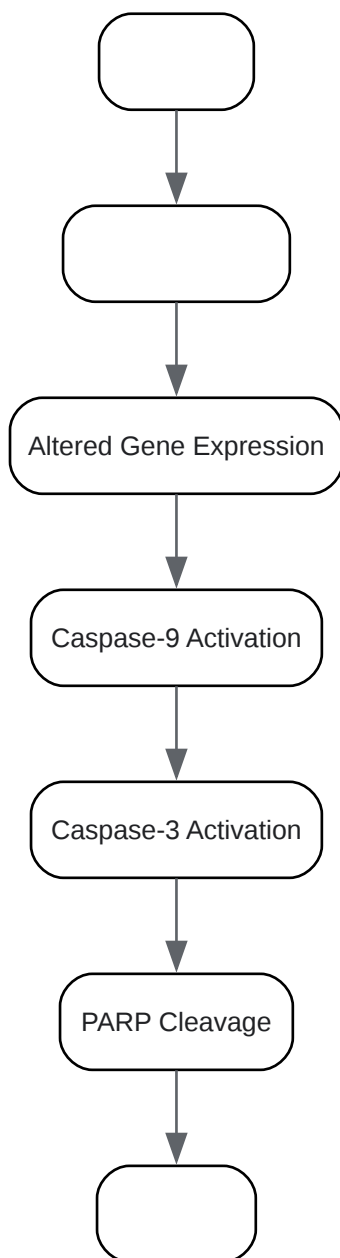 Altered Gene Expression
Caspase-9 Activation
Caspase-3 Activation
PARP Cleavage